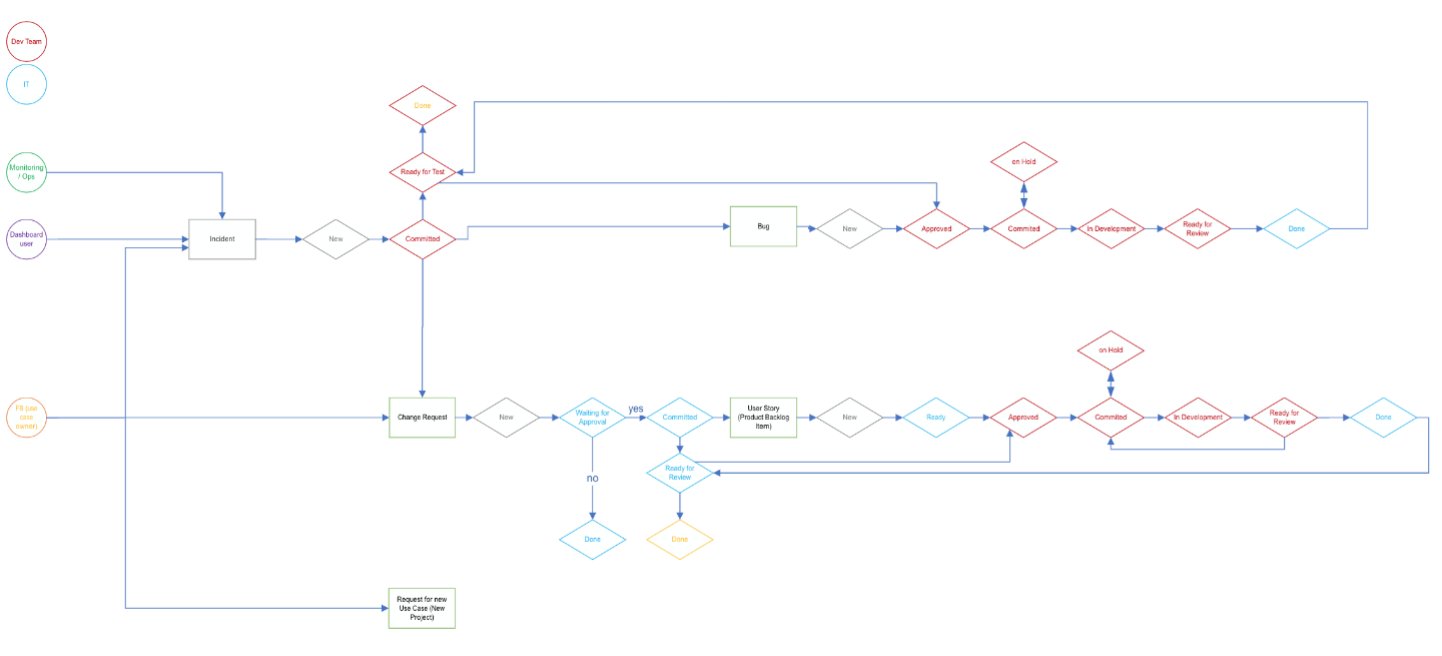 Dev Team
IT
Done
Monitoring
/ Ops
Ready for Test
on Hold
Dashboard
user
Incident
New
Committed
Bug
New
Approved
Commited
In Development
Ready for
Review
Done
on Hold
case
owner)
Change Request
New
Waiting for
Approval
yes
Committed
User Story
(Product Backlog
Item)
New
Ready
Approved
Commited
In Development
Ready for
Review
Done
no
Ready for
Review
Done
Done
Request for new
Use Case (New
Project)